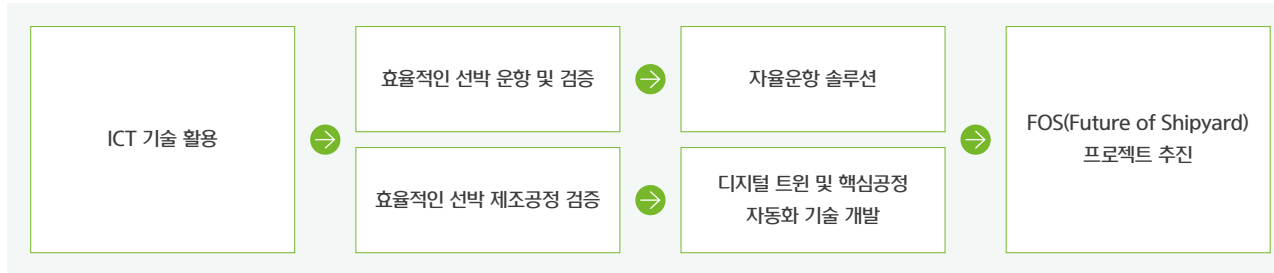 ICT 기술 활용
효율적인 선박 운항 및 검증
자율운항 솔루션
효율적인 선박 제조공정 검증
디지털 트윈 및 핵심공정
자동화 기술 개발
FOS(Future of Shipyard)
프로젝트 추진